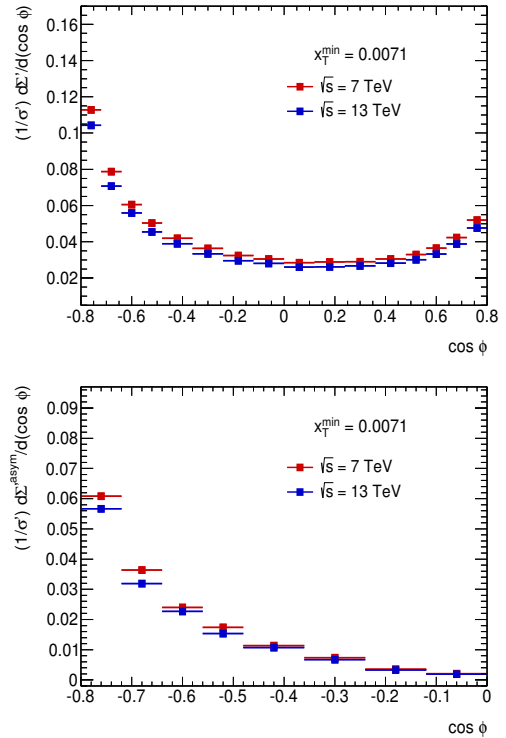 (1/σ') dΣ'/d(cos ϕ)
0.16
0.14
0.12
0.1
0.08
0.06
0.04
0.02
x_T^min = 0.0071
√s = 7 TeV
√s = 13 TeV
-0.8 -0.6 -0.4 -0.2 0 0.2 0.4 0.6 0.8
cos ϕ
(1/σ') dΣ'^asym/d(cos ϕ)
0.09
0.08
0.07
0.06
0.05
0.04
0.03
0.02
0.01
0
x_T^min = 0.0071
√s = 7 TeV
√s = 13 TeV
-0.8 -0.7 -0.6 -0.5 -0.4 -0.3 -0.2 -0.1 0
cos ϕ